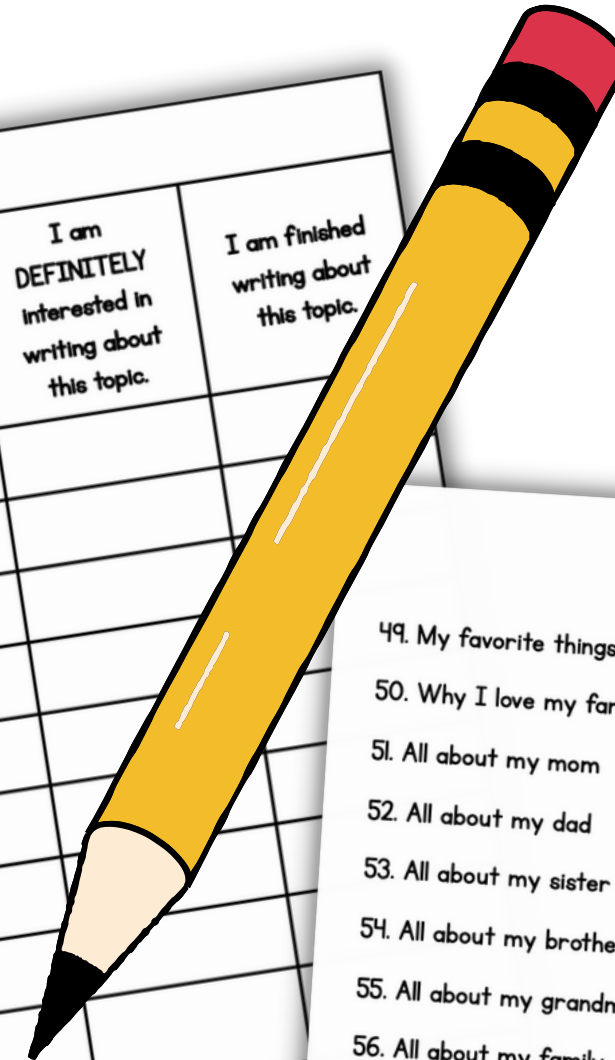 I am
DEFINITELY
interested in
writing about
this topic.
I am finished
writing about
this topic.
49. My favorite things
50. Why I love my
51. All about my mom
52. All about my dad
53. All about my sister
54. All about my
55. All about my
56. All about my